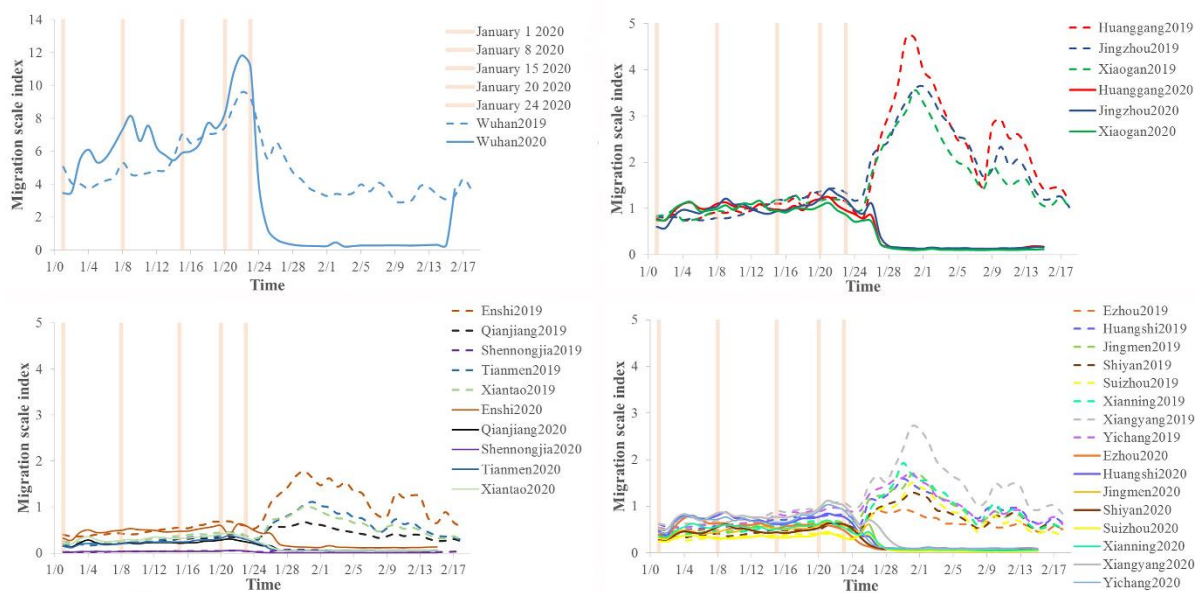 Migration scale index
14
12
10
8
6
4
2
0
1/0 1/4 1/8 1/12 1/16 1/20 1/24 1/28 2/1 2/5 2/9 2/13 2/17
Time
January 1 2020
January 8 2020
January 15 2020
January 20 2020
January 24 2020
Wuhan2019
Wuhan2020
Migration scale index
5
4
3
2
1
0
1/0 1/4 1/8 1/12 1/16 1/20 1/24 1/28 2/1 2/5 2/9 2/13 2/17
Time
Huanggang2019
Jingzhou2019
Xiaogan2019
Huanggang2020
Jingzhou2020
Xiaogan2020
Migration scale index
5
4
3
2
1
0
1/0 1/4 1/8 1/12 1/16 1/20 1/24 1/28 2/1 2/5 2/9 2/13 2/17
Time
Enshi2019
Qianjiang2019
Shennongjia2019
Tianmen2019
Xiantao2019
Enshi2020
Qianjiang2020
Shennongjia2020
Tianmen2020
Xiantao2020
Migration scale index
5
4
3
2
1
0
1/0 1/4 1/8 1/12 1/16 1/20 1/24 1/28 2/1 2/5 2/9 2/13 2/17
Time
Ezhou2019
Huangshi2019
Jingmen2019
Shiyan2019
Suizhou2019
Xianning2019
Xiangyang2019
Yichang2019
Ezhou2020
Huangshi2020
Jingmen2020
Shiyan2020
Suizhou2020
Xianning2020
Xiangyang2020
Yichang2020